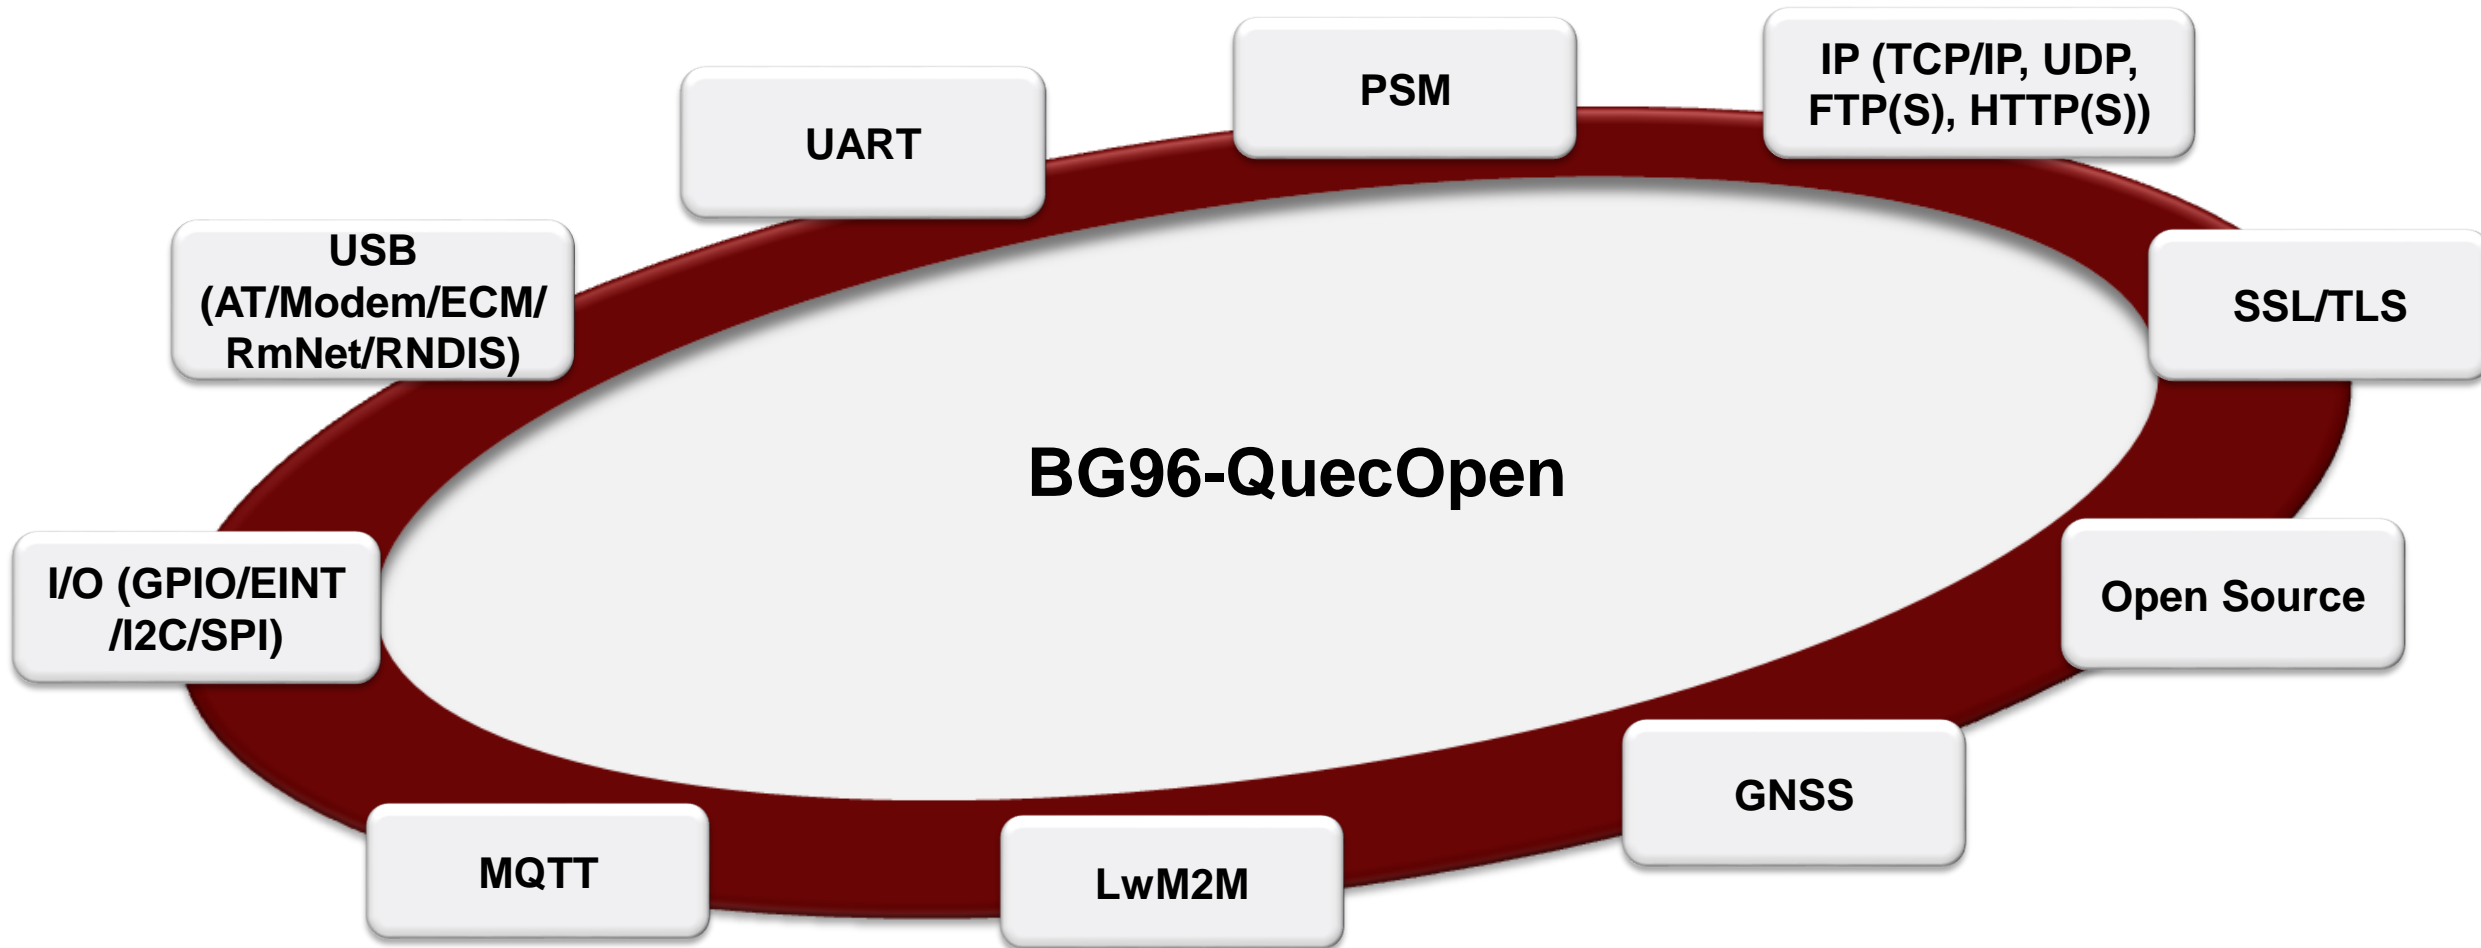 PSM
IP (TCP/IP, UDP,
FTP(S), HTTP(S))
UART
USB
(AT/Modem/ECM/
RmNet/RNDIS)
SSL/TLS
BG96-QuecOpen
I/O (GPIO/EINT
/I2C/SPI)
Open Source
GNSS
MQTT
LwM2M